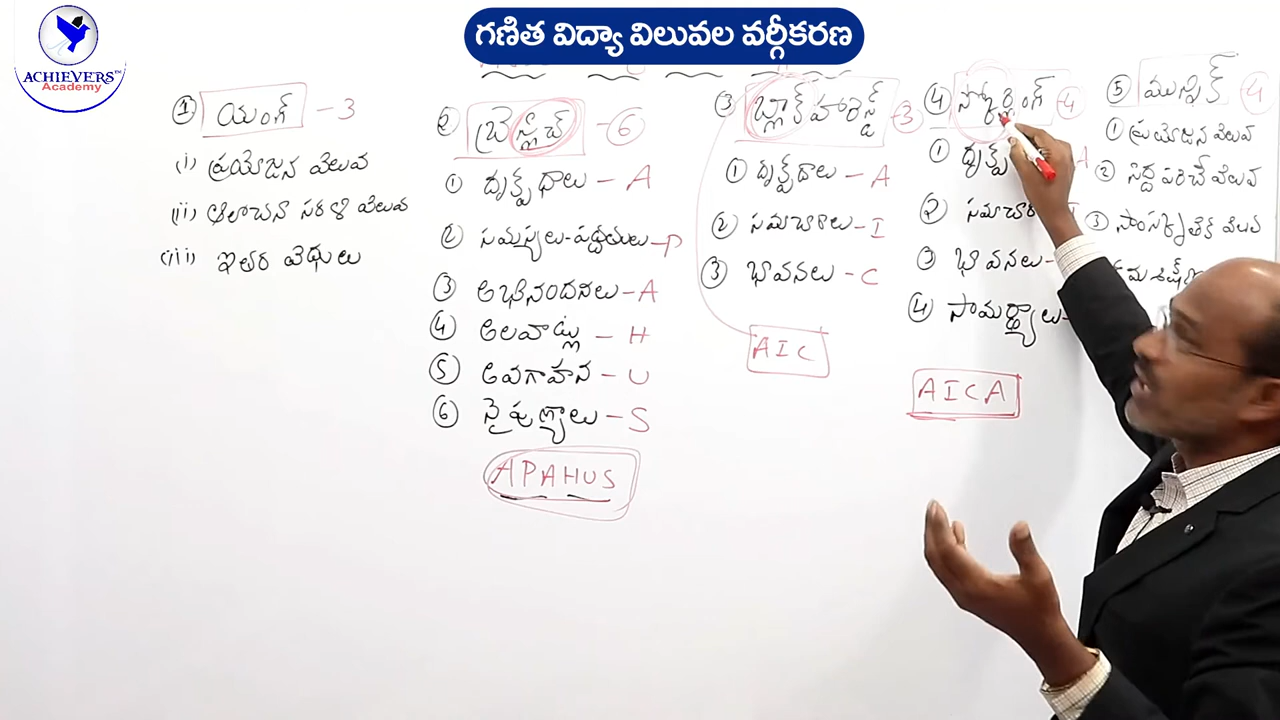 గణిత విద్యా విలువల వర్గీకరణ
ACHIEVERS™
Academy
① యంగ్ - 3
(i) ప్రయోజన విలువ
(ii) ఆలోచనా సరళి విలువ
(iii) ఇతర విధులు
② బ్రెస్లాచ్ - ⑥
① దృక్పథాలు - A
② సమస్యలు-పద్ధతులు - P
③ అభినందనలు - A
④ అలవాట్లు - H
⑤ అవగాహన - U
⑥ నైపుణ్యాలు - S
APAHUS
③ బ్లాక్ హారెస్ట్ - 3
① దృక్పథాలు - A
② సమాచారాలు - I
③ భావనలు - C
AIC
④ స్కోర్లింగ్ - 4
① దృక్ప A
② సమాచార I
③ భావనలు -
④ సామర్థ్యాలు -
AICA
⑤ మున్నిక్ - 4
① ప్రయోజన విలువ
② సిద్ధపరిచే విలువ
③ సాంస్కృతిక విలువ